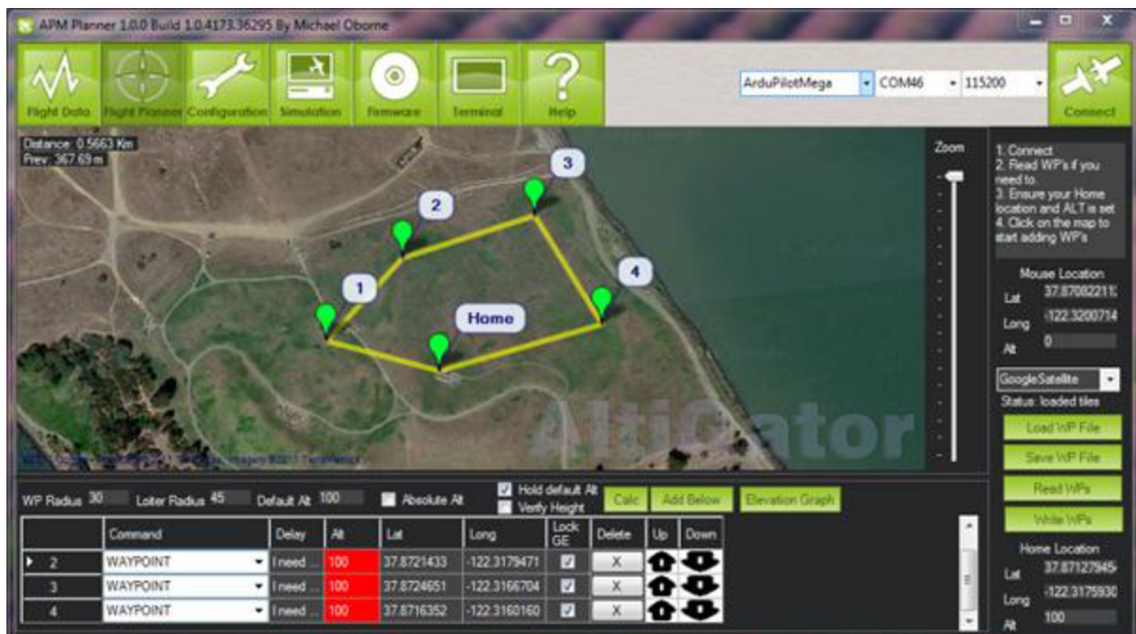 APM Planner 1.0.0 Build 1.0.4173.36295 By Michael Oborne
Flight Data Flight Planner Configuration Simulation Firmware Terminal Help
ArduPilotMega COM46 115200
Connect
Distance: 0.5663 Km
Prev: 367.69 m
3
2
4
1
Home
AltiGator
Zoom
1. Connect
2. Read WP's if you
need to.
3. Ensure your Home
location and ALT is set
4. Click on the map to
start adding WP's
Mouse Location
Lat 37.87082211
Long -122.3200714
Alt 0
GoogleSatellite
Status: loaded tiles
Load WP File
Save WP File
Read WPs
Write WPs
Home Location
Lat 37.87127945
Long -122.3175930
Alt 100
WP Radius 30 Loiter Radius 45 Default Alt 100 Absolute Alt Hold default Alt
Verify Height
Calc Add Below Elevation Graph
Command Delay Alt Lat Long Lock GE Delete Up Down
2 WAYPOINT I need ... 100 37.8721433 -122.3179471 X
3 WAYPOINT I need ... 100 37.8724651 -122.3166704 X
4 WAYPOINT I need ... 100 37.8716352 -122.3160160 X